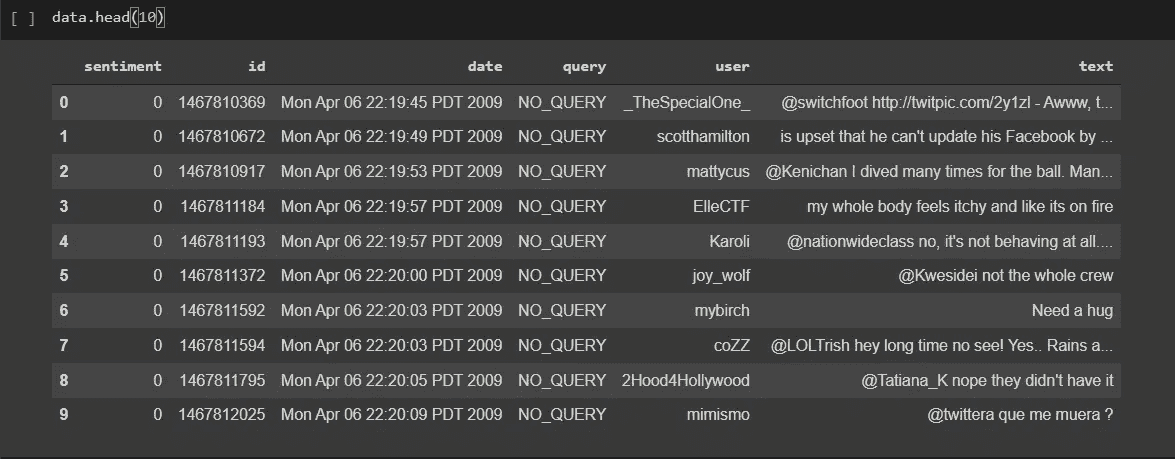 [ ] data.head(10)
sentiment id date query user text
0 0 1467810369 Mon Apr 06 22:19:45 PDT 2009 NO_QUERY _TheSpecialOne_ @switchfoot http://twitpic.com/2y1zl - Awww, t...
1 0 1467810672 Mon Apr 06 22:19:49 PDT 2009 NO_QUERY scotthamilton is upset that he can't update his Facebook by ...
2 0 1467810917 Mon Apr 06 22:19:53 PDT 2009 NO_QUERY mattycus @Kenichan I dived many times for the ball. Man...
3 0 1467811184 Mon Apr 06 22:19:57 PDT 2009 NO_QUERY ElleCTF my whole body feels itchy and like its on fire
4 0 1467811193 Mon Apr 06 22:19:57 PDT 2009 NO_QUERY Karoli @nationwideclass no, it's not behaving at all....
5 0 1467811372 Mon Apr 06 22:20:00 PDT 2009 NO_QUERY joy_wolf @Kwesidei not the whole crew
6 0 1467811592 Mon Apr 06 22:20:03 PDT 2009 NO_QUERY mybirch Need a hug
7 0 1467811594 Mon Apr 06 22:20:03 PDT 2009 NO_QUERY coZZ @LOLTrish hey long time no see! Yes.. Rains a...
8 0 1467811795 Mon Apr 06 22:20:05 PDT 2009 NO_QUERY 2Hood4Hollywood @Tatiana_K nope they didn't have it
9 0 1467812025 Mon Apr 06 22:20:09 PDT 2009 NO_QUERY mimismo @twittera que me muera ?